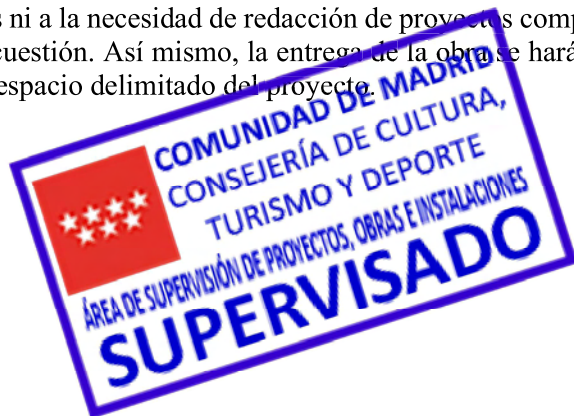 s ni a la necesidad de redacción de proyectos comp
cuestión. Así mismo, la entrega de la obra se hará
espacio delimitado del proyecto.
COMUNIDAD DE MADRID
CONSEJERÍA DE CULTURA,
TURISMO Y DEPORTE
ÁREA DE SUPERVISIÓN DE PROYECTOS, OBRAS E INSTALACIONES
SUPERVISADO